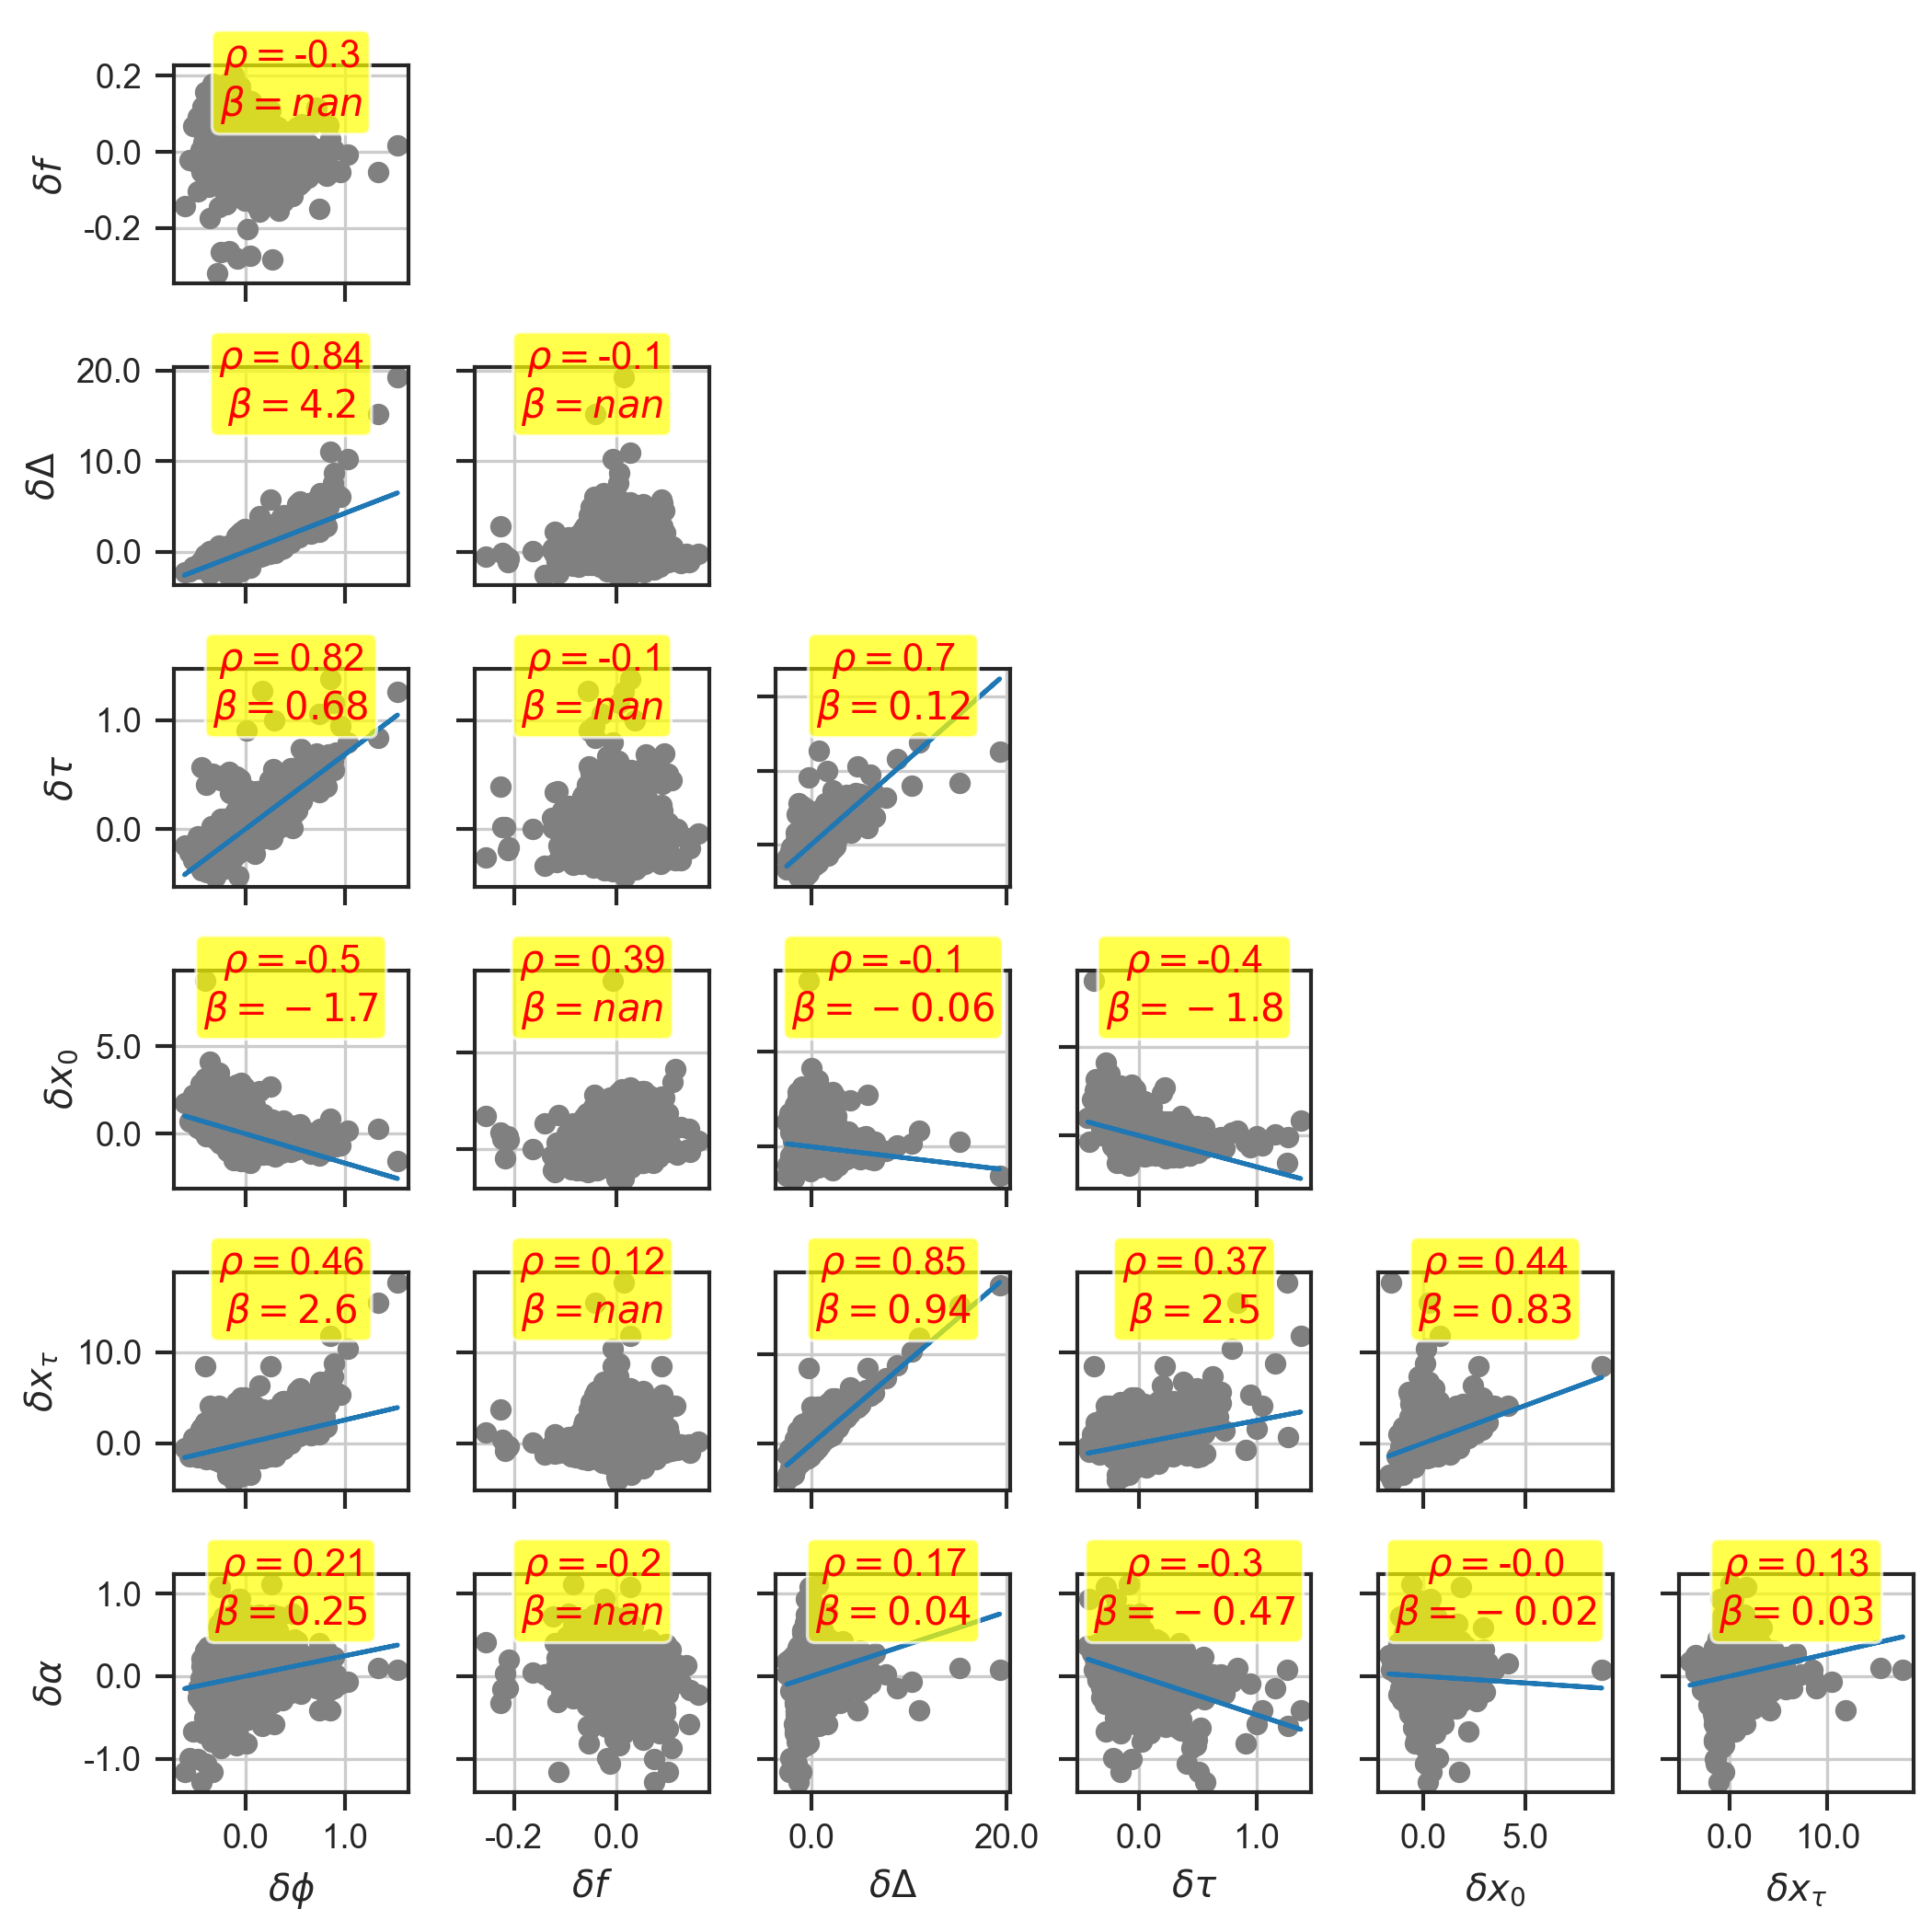 ρ = -0.3
β = nan
0.2
0.0
-0.2
δf
ρ = 0.84
β = 4.2
ρ = -0.1
β = nan
20.0
10.0
0.0
δΔ
ρ = 0.82
β = 0.68
ρ = -0.1
β = nan
ρ = 0.7
β = 0.12
1.0
0.0
δτ
ρ = -0.5
β = −1.7
ρ = 0.39
β = nan
ρ = -0.1
β = −0.06
ρ = -0.4
β = −1.8
5.0
0.0
δx₀
ρ = 0.46
β = 2.6
ρ = 0.12
β = nan
ρ = 0.85
β = 0.94
ρ = 0.37
β = 2.5
ρ = 0.44
β = 0.83
10.0
0.0
δx_τ
ρ = 0.21
β = 0.25
ρ = -0.2
β = nan
ρ = 0.17
β = 0.04
ρ = -0.3
β = −0.47
ρ = -0.0
β = −0.02
ρ = 0.13
β = 0.03
1.0
0.0
-1.0
δα
0.0 1.0 -0.2 0.0 0.0 20.0 0.0 1.0 0.0 5.0 0.0 10.0
δϕ δf δΔ δτ δx₀ δx_τ